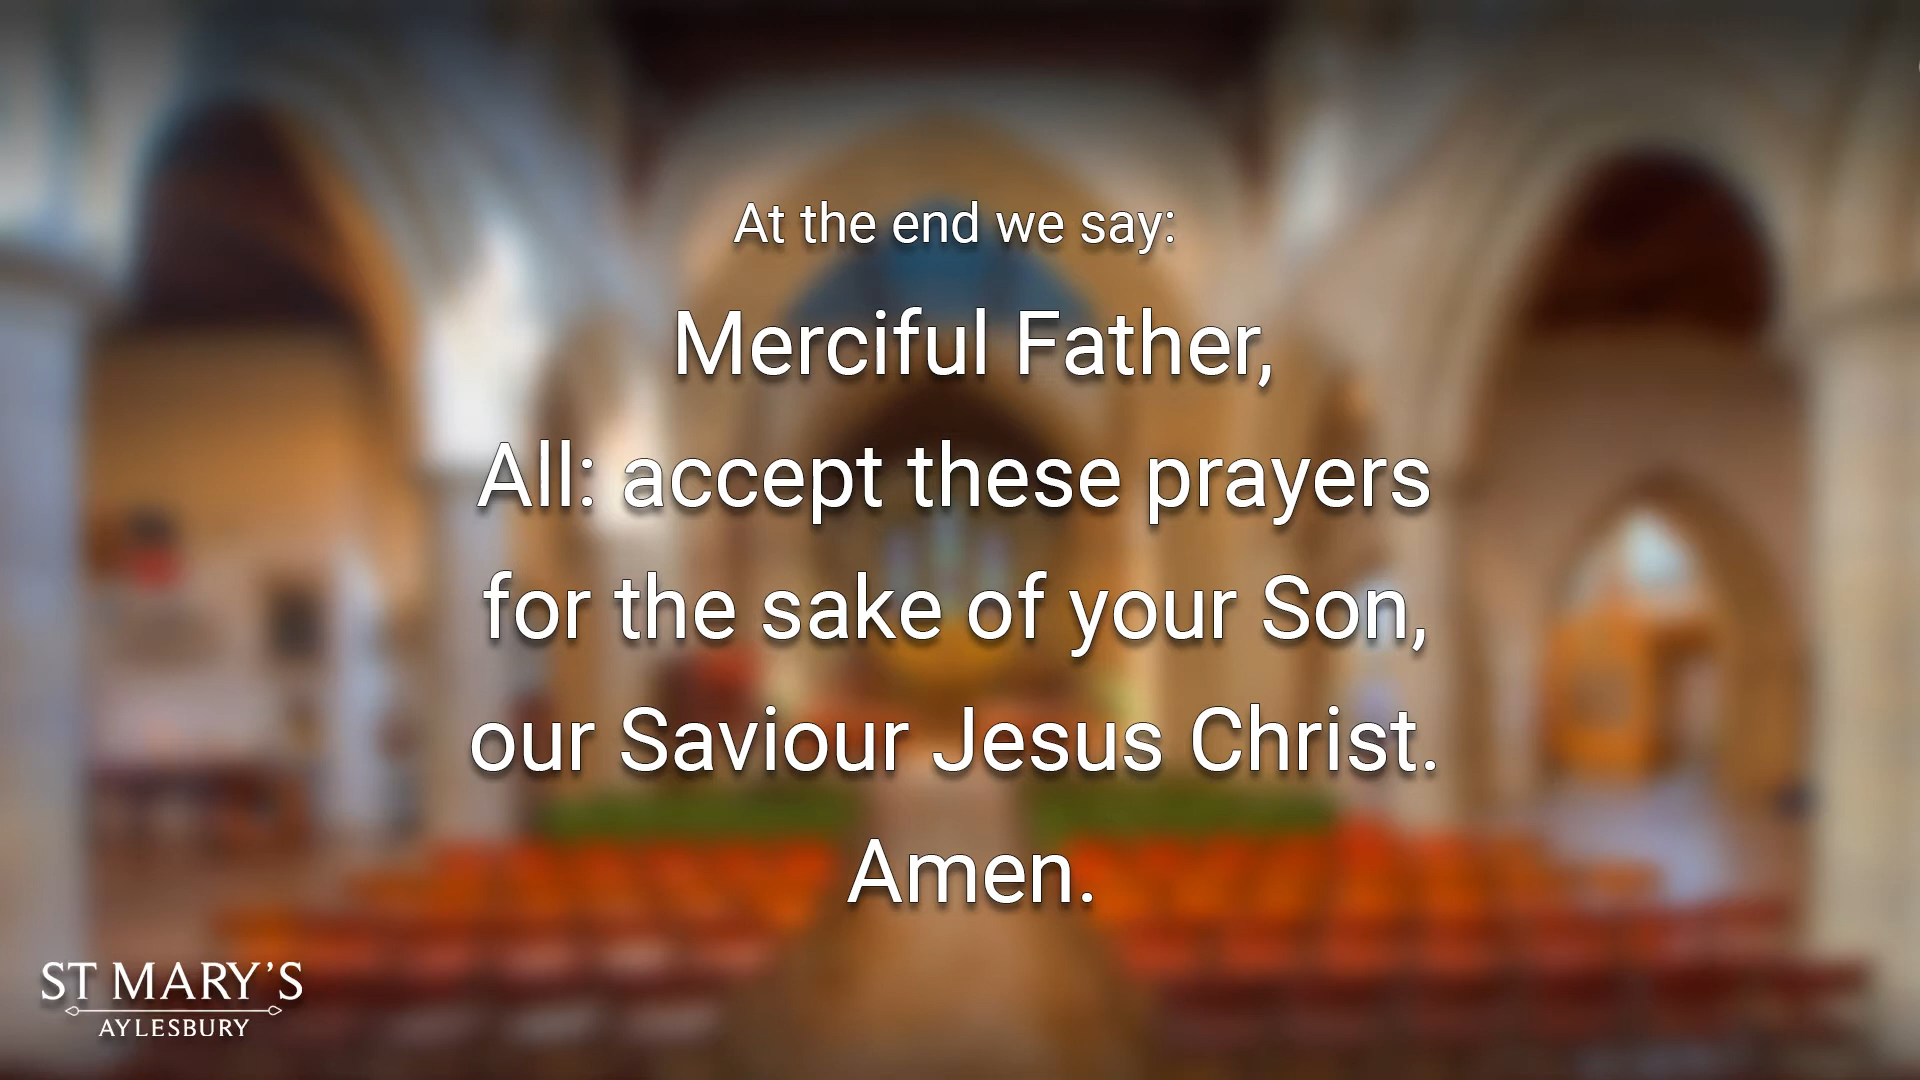 At the end we say:
Merciful Father,
All: accept these prayers
for the sake of your Son,
our Saviour Jesus Christ.
Amen.
ST MARY'S
AYLESBURY